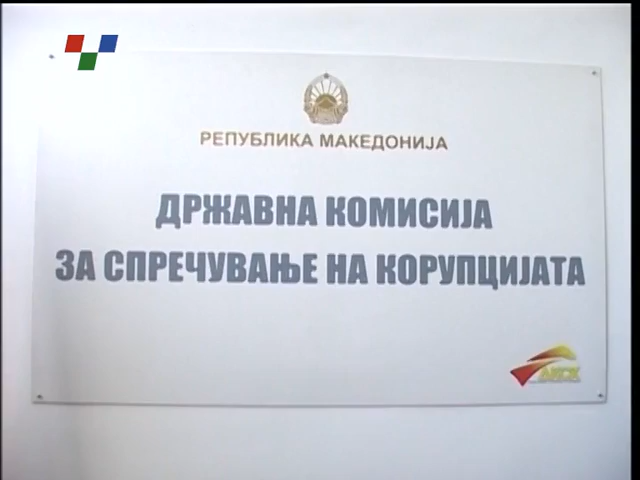 РЕПУБЛИКА МАКЕДОНИЈА
ДРЖАВНА КОМИСИЈА
ЗА СПРЕЧУВАЊЕ НА КОРУПЦИЈАТА